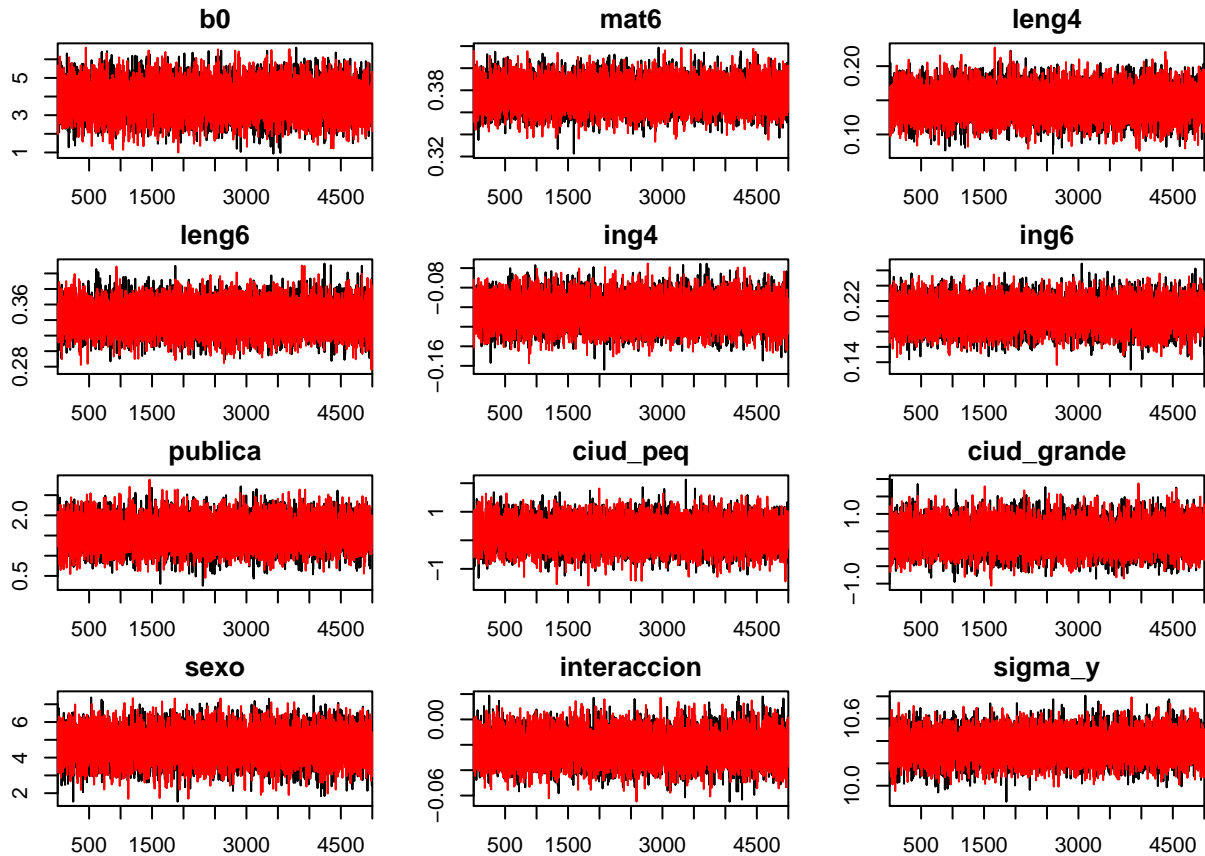 b0 mat6 leng4
1 3 5
0.32 0.38
0.10 0.20
500 1500 3000 4500
500 1500 3000 4500
500 1500 3000 4500
leng6 ing4 ing6
0.28 0.36
−0.16 −0.08
0.14 0.22
500 1500 3000 4500
500 1500 3000 4500
500 1500 3000 4500
publica ciud_peq ciud_grande
0.5 2.0
−1 1
−1.0 1.0
500 1500 3000 4500
500 1500 3000 4500
500 1500 3000 4500
sexo interaccion sigma_y
2 4 6
−0.06 0.00
10.0 10.6
500 1500 3000 4500
500 1500 3000 4500
500 1500 3000 4500